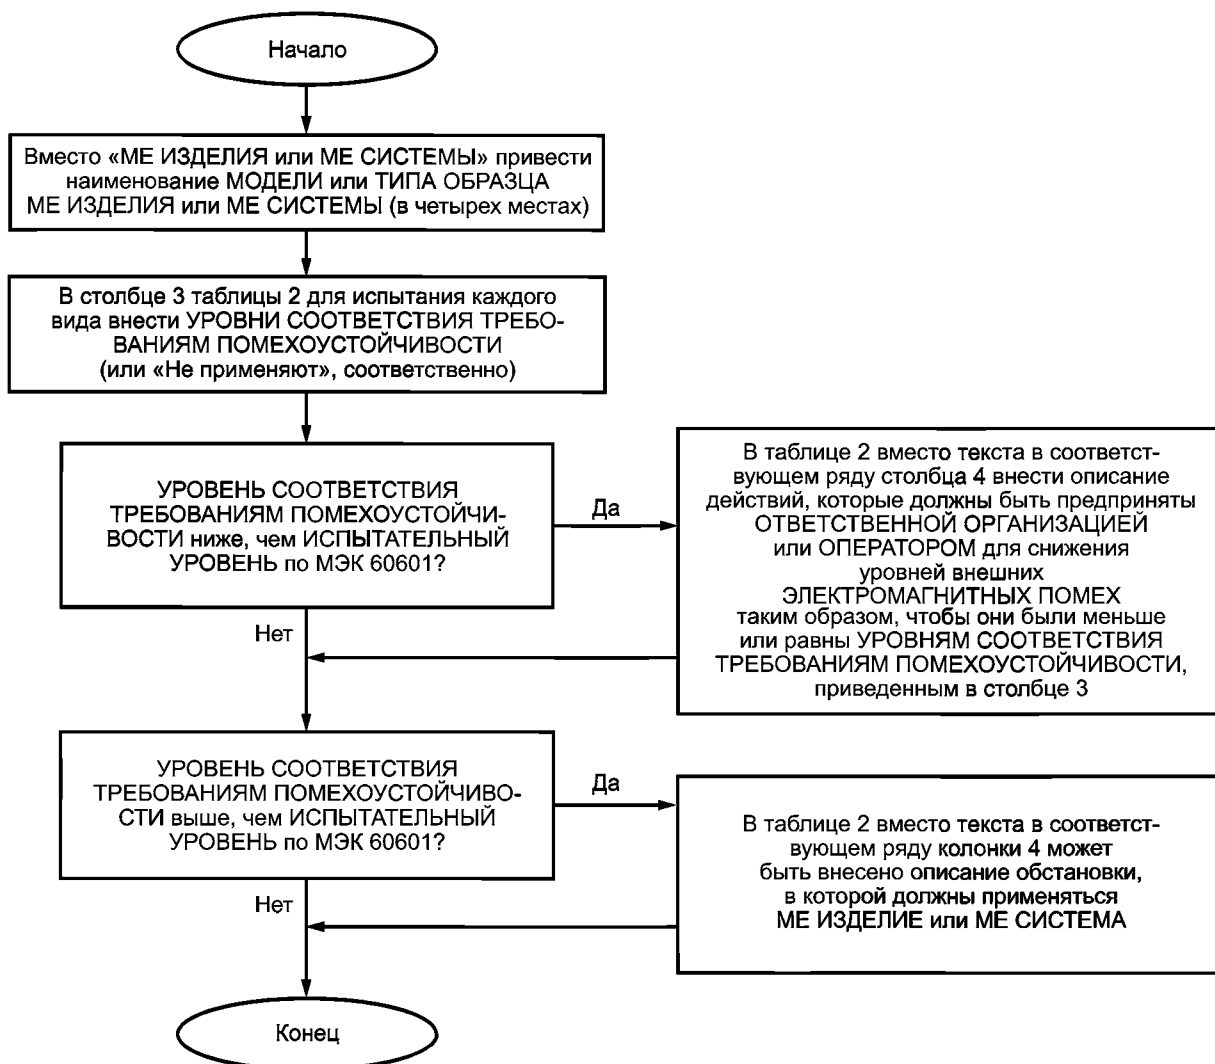 Начало
Вместо «МЕ ИЗДЕЛИЯ или МЕ СИСТЕМЫ» привести
наименование МОДЕЛИ или ТИПА ОБРАЗЦА
МЕ ИЗДЕЛИЯ или МЕ СИСТЕМЫ (в четырех местах)
В столбце 3 таблицы 2 для испытания каждого
вида внести УРОВНИ СООТВЕТСТВИЯ ТРЕБО-
ВАНИЯМ ПОМЕХОУСТОЙЧИВОСТИ
(или «Не применяют», соответственно)
УРОВЕНЬ СООТВЕТСТВИЯ
ТРЕБОВАНИЯМ ПОМЕХОУСТОЙЧИ-
ВОСТИ ниже, чем ИСПЫТАТЕЛЬНЫЙ
УРОВЕНЬ по МЭК 60601?
Да
В таблице 2 вместо текста в соответст-
вующем ряду столбца 4 внести описание
действий, которые должны быть предприняты
ОТВЕТСТВЕННОЙ ОРГАНИЗАЦИЕЙ
или ОПЕРАТОРОМ для снижения
уровней внешних
ЭЛЕКТРОМАГНИТНЫХ ПОМЕХ
таким образом, чтобы они были меньше
или равны УРОВНЯМ СООТВЕТСТВИЯ
ТРЕБОВАНИЯМ ПОМЕХОУСТОЙЧИВОСТИ,
приведенным в столбце 3
Нет
УРОВЕНЬ СООТВЕТСТВИЯ
ТРЕБОВАНИЯМ ПОМЕХОУСТОЙЧИВО-
СТИ выше, чем ИСПЫТАТЕЛЬНЫЙ
УРОВЕНЬ по МЭК 60601?
Да
В таблице 2 вместо текста в соответст-
вующем ряду колонки 4 может
быть внесено описание обстановки,
в которой должны применяться
МЕ ИЗДЕЛИЕ или МЕ СИСТЕМА
Нет
Конец